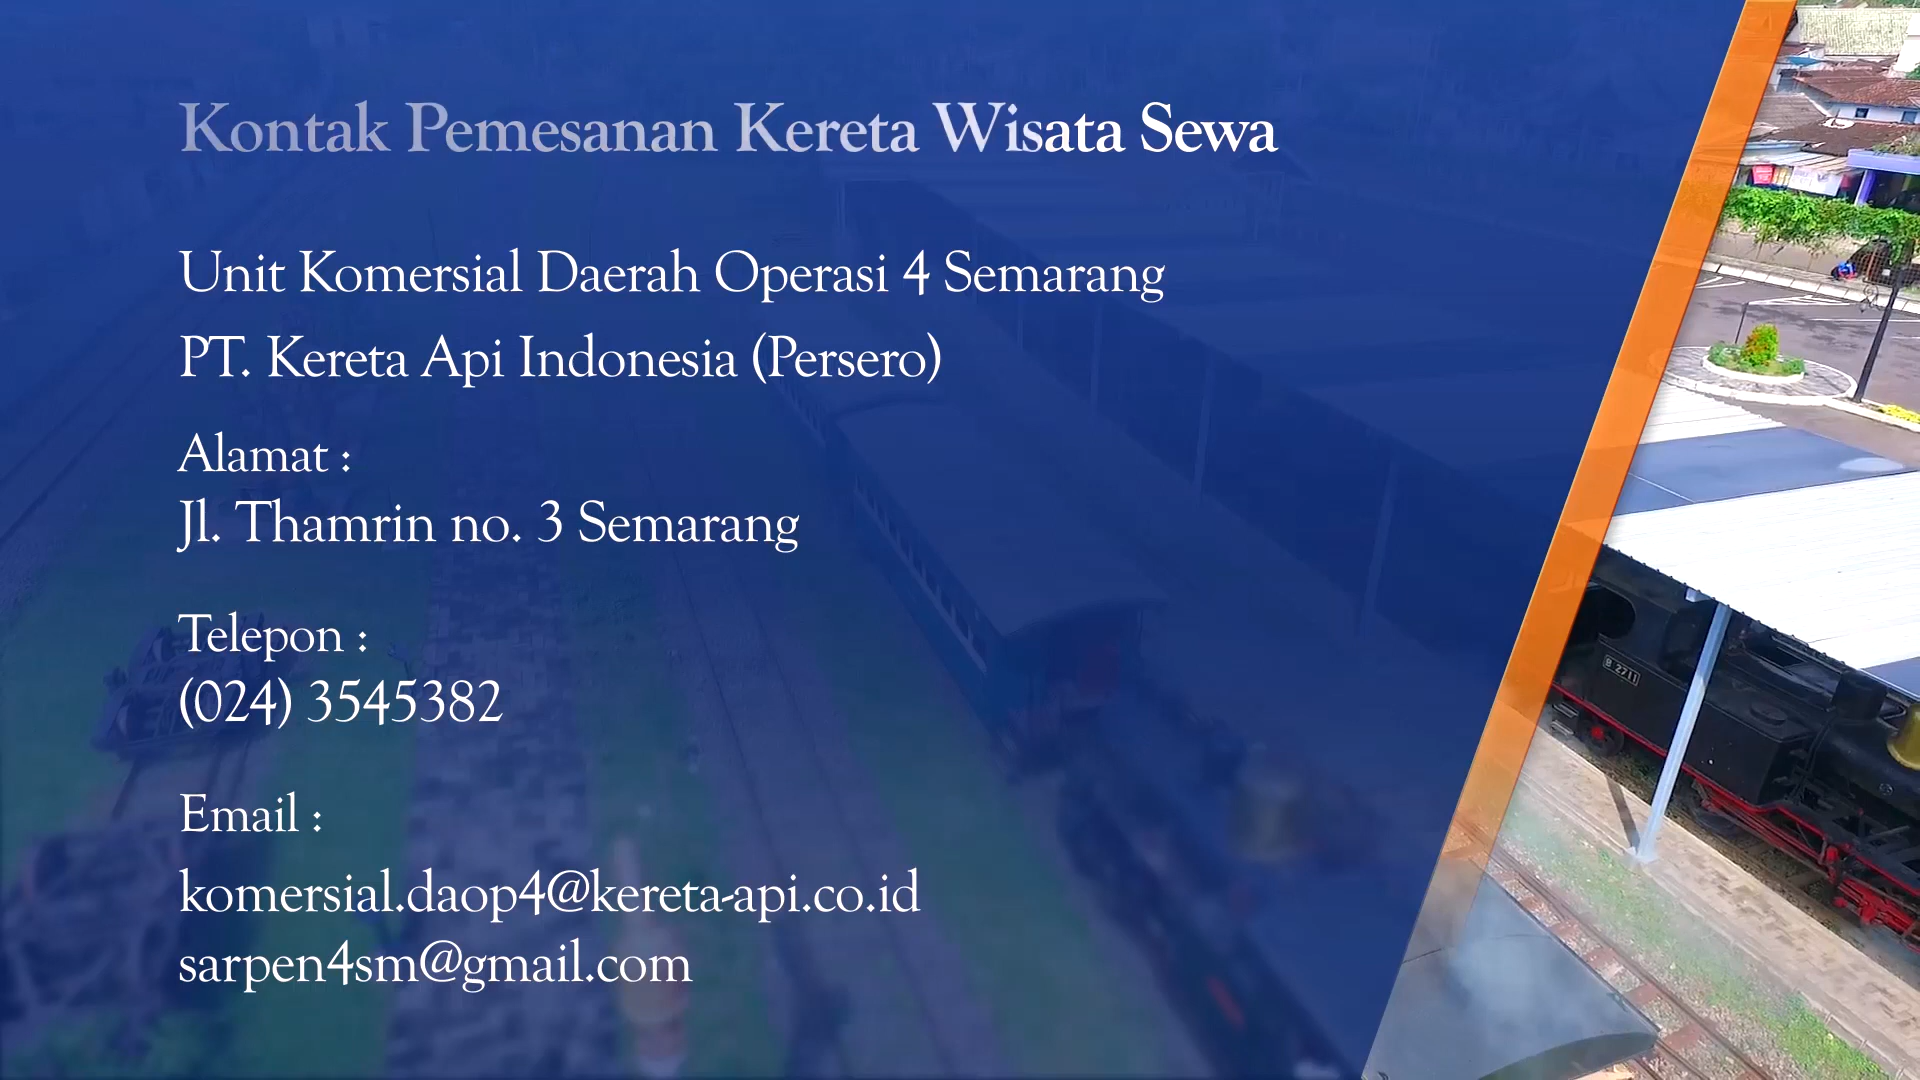 Kontak Pemesanan Kereta Wisata Sewa
Unit Komersial Daerah Operasi 4 Semarang
PT. Kereta Api Indonesia (Persero)
Alamat :
Jl. Thamrin no. 3 Semarang
Telepon :
(024) 3545382
Email :
komersial.daop4@kereta-api.co.id
sarpen4sm@gmail.com
B 2711